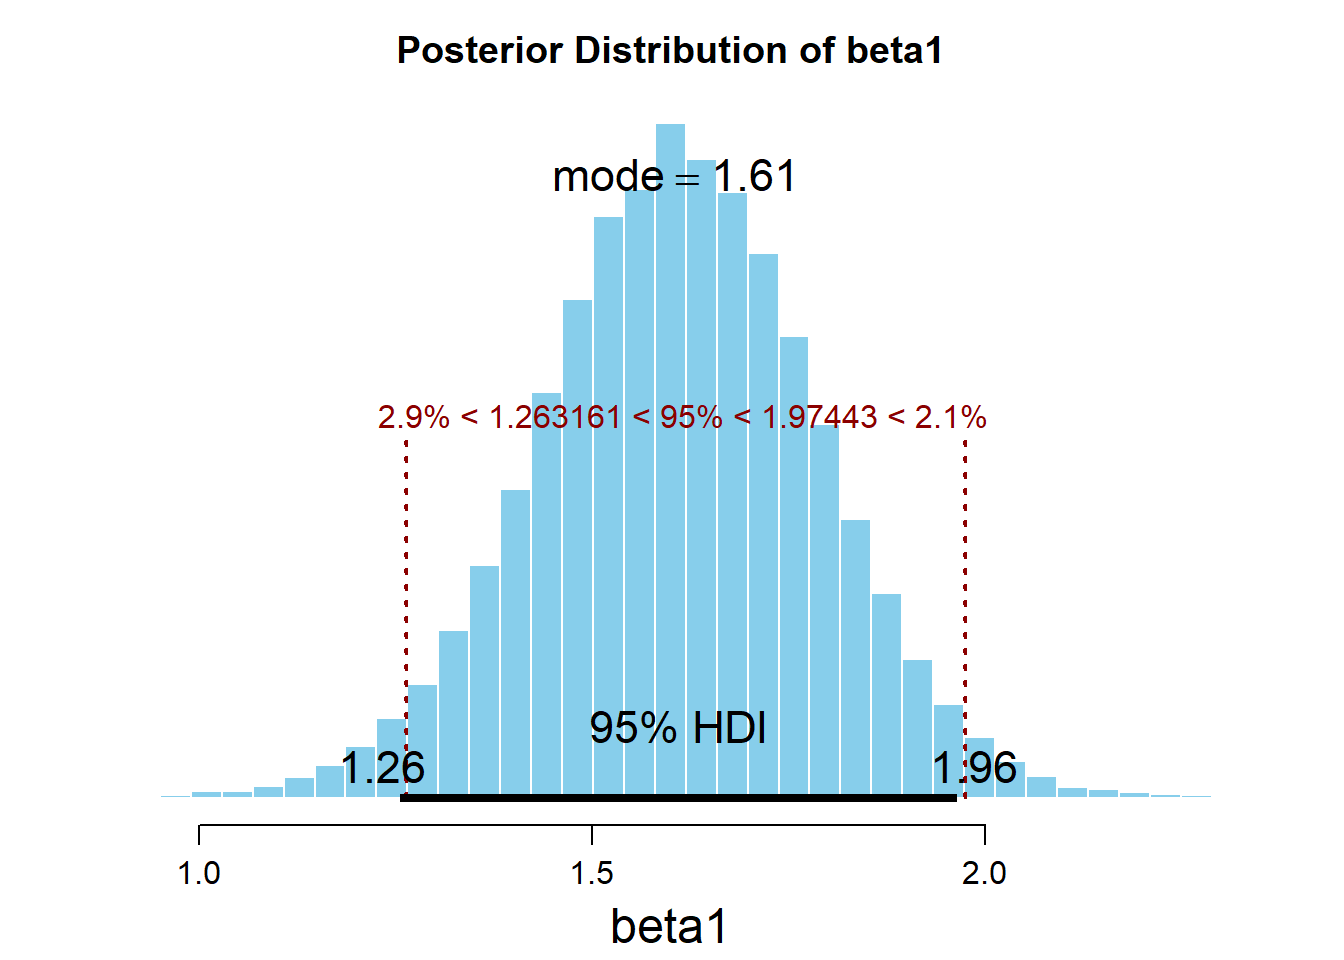 Posterior Distribution of beta1
mode = 1.61
2.9% < 1.263161 < 95% < 1.97443 < 2.1%
95% HDI
1.26 1.96
1.0 1.5 2.0
beta1